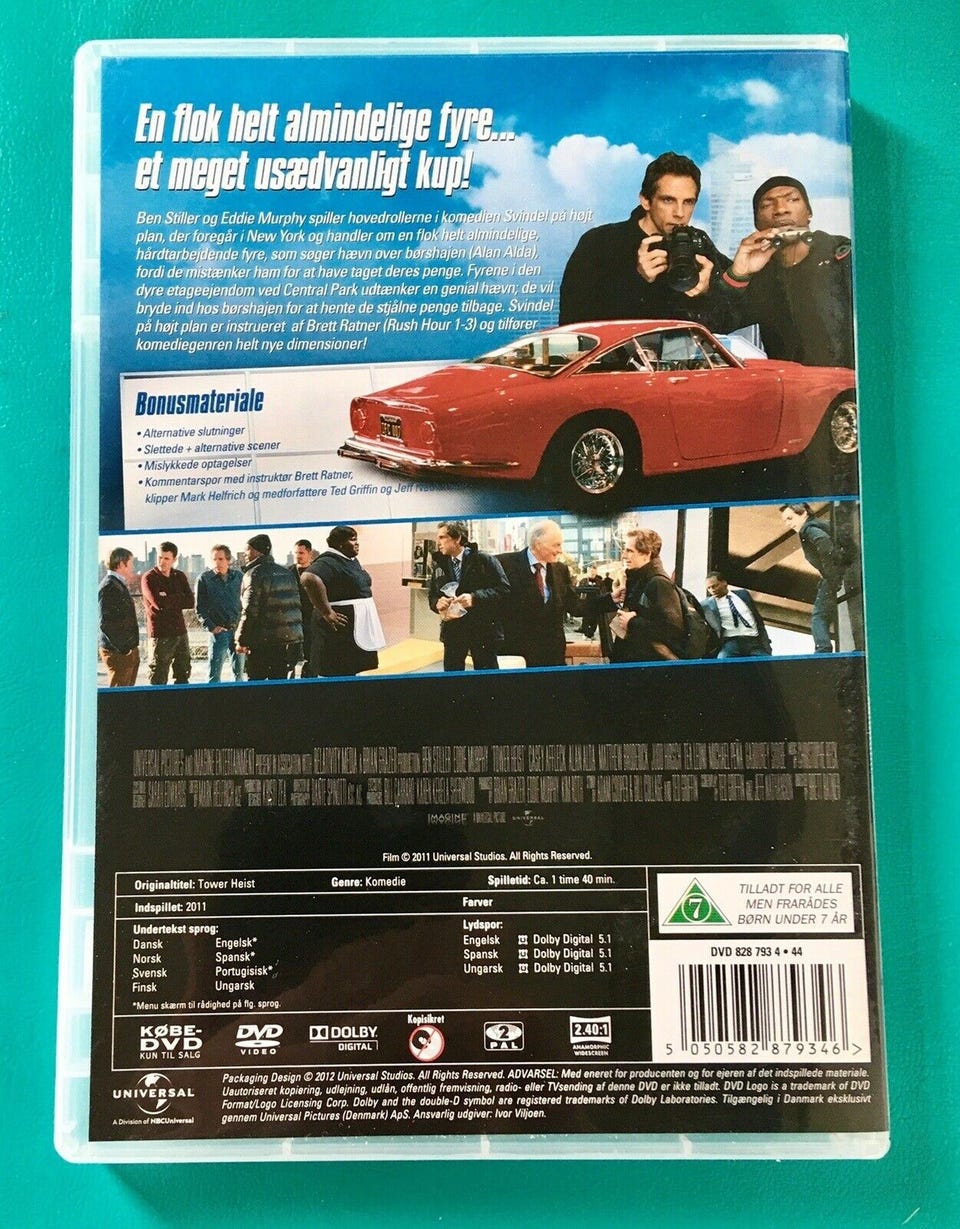 En flok helt almindelige fyre...
et meget usædvanligt kup!
Ben Stiller og Eddie Murphy spiller hovedrollerne i komedien Svindel på højt
plan, der foregår i New York og handler om en flok helt almindelige,
hårdtarbejdende fyre, som søger hævn over børshajen (Alan Alda),
fordi de mistænker ham for at have taget deres penge. Fyrene i den
dyre etageejendom ved Central Park udtænker en genial hævn; de vil
bryde ind hos børshajen for at hente de stjålne penge tilbage. Svindel
på højt plan er instrueret af Brett Ratner (Rush Hour 1-3) og tilfører
komediegenren helt nye dimensioner!
Bonusmateriale
• Alternative slutninger
• Slettede + alternative scener
• Mislykkede optagelser
• Kommentarspor med instruktør Brett Ratner,
klipper Mark Helfrich og medforfattere Ted Griffin og Jeff
IMAGINE UNIVERSAL
Film © 2011 Universal Studios. All Rights Reserved.
Originaltitel: Tower Heist Genre: Komedie Spilletid: Ca. 1 time 40 min.
Indspillet: 2011 Farver
Undertekst sprog:
Dansk Engelsk*
Norsk Spansk*
Svensk Portugisisk*
Finsk Ungarsk
*Menu skærm til rådighed på flg. sprog.
Lydspor:
Engelsk Dolby Digital 5.1
Spansk Dolby Digital 5.1
Ungarsk Dolby Digital 5.1
7
TILLADT FOR ALLE
MEN FRARÅDES
BØRN UNDER 7 ÅR
DVD 828 793 4 • 44
5 050582 879346 >
KØBE-
DVD
KUN TIL SALG
DVD
VIDEO
DOLBY
DIGITAL
Kopisikret
2
PAL
2.40:1
ANAMORPHIC
WIDESCREEN
UNIVERSAL
A Division of NBCUniversal
Packaging Design © 2012 Universal Studios. All Rights Reserved. ADVARSEL: Med eneret for producenten og for ejeren af det indspillede materiale.
Uautoriseret kopiering, udlejning, udlån, offentlig fremvisning, radio- eller TVsending af denne DVD er ikke tilladt. DVD Logo is a trademark of DVD
Format/Logo Licensing Corp. Dolby and the double-D symbol are registered trademarks of Dolby Laboratories. Tilgængelig i Danmark eksklusivt
gennem Universal Pictures (Denmark) ApS. Ansvarlig udgiver: Ivor Viljoen.